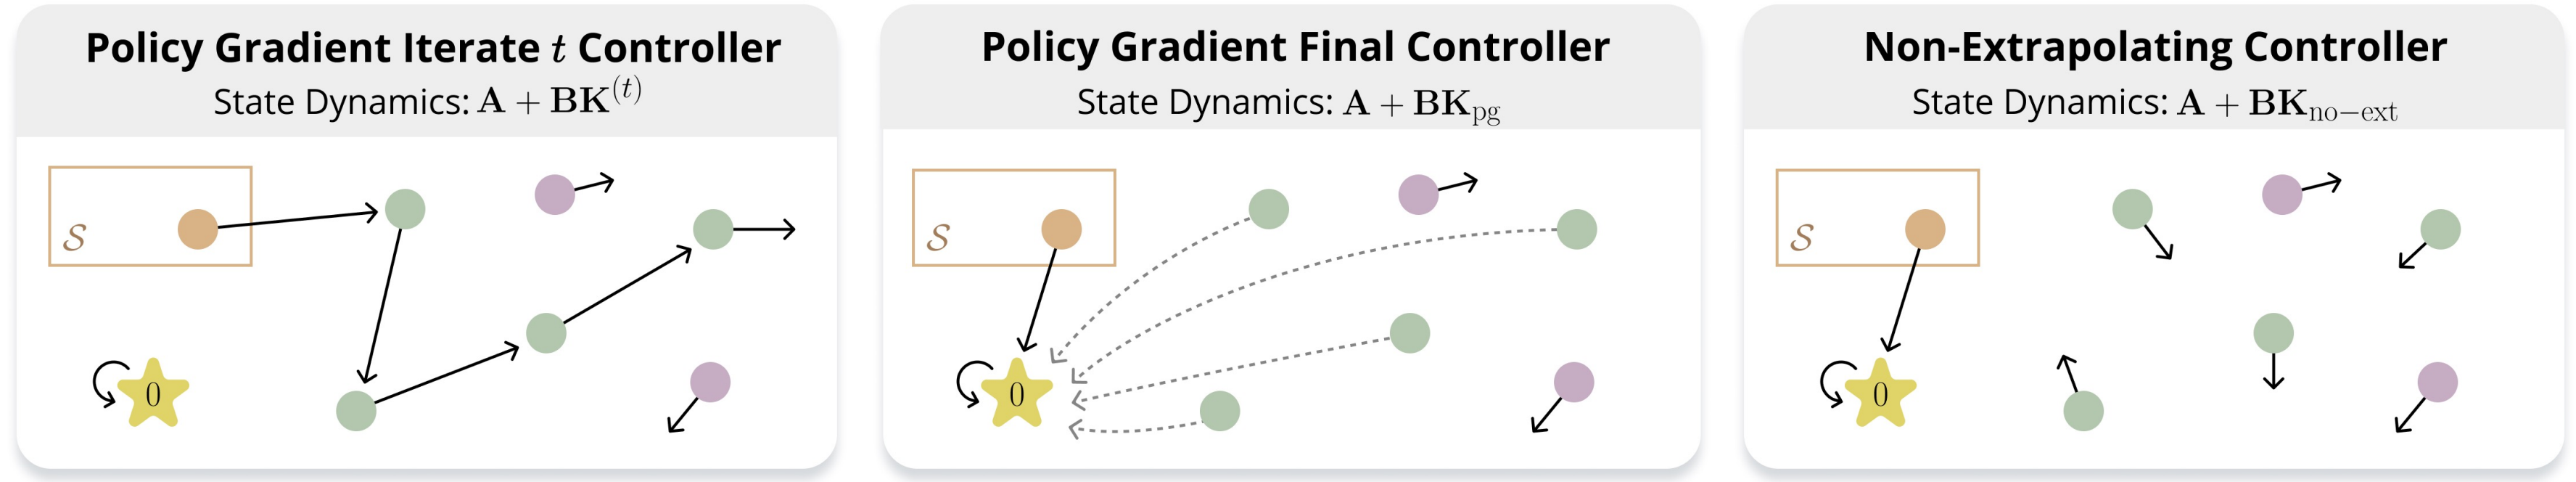 Policy Gradient Iterate t Controller
State Dynamics: A + BK^(t)
S
0
Policy Gradient Final Controller
State Dynamics: A + BK_pg
S
0
Non-Extrapolating Controller
State Dynamics: A + BK_no−ext
S
0